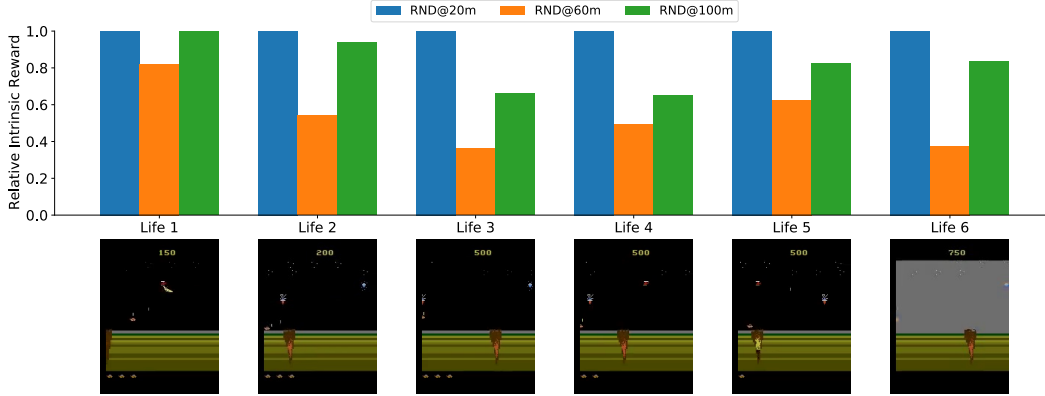 RND@20m RND@60m RND@100m
Relative Intrinsic Reward
1.0
0.8
0.6
0.4
0.2
0.0
Life 1 Life 2 Life 3 Life 4 Life 5 Life 6
150 200 500 500 500 750